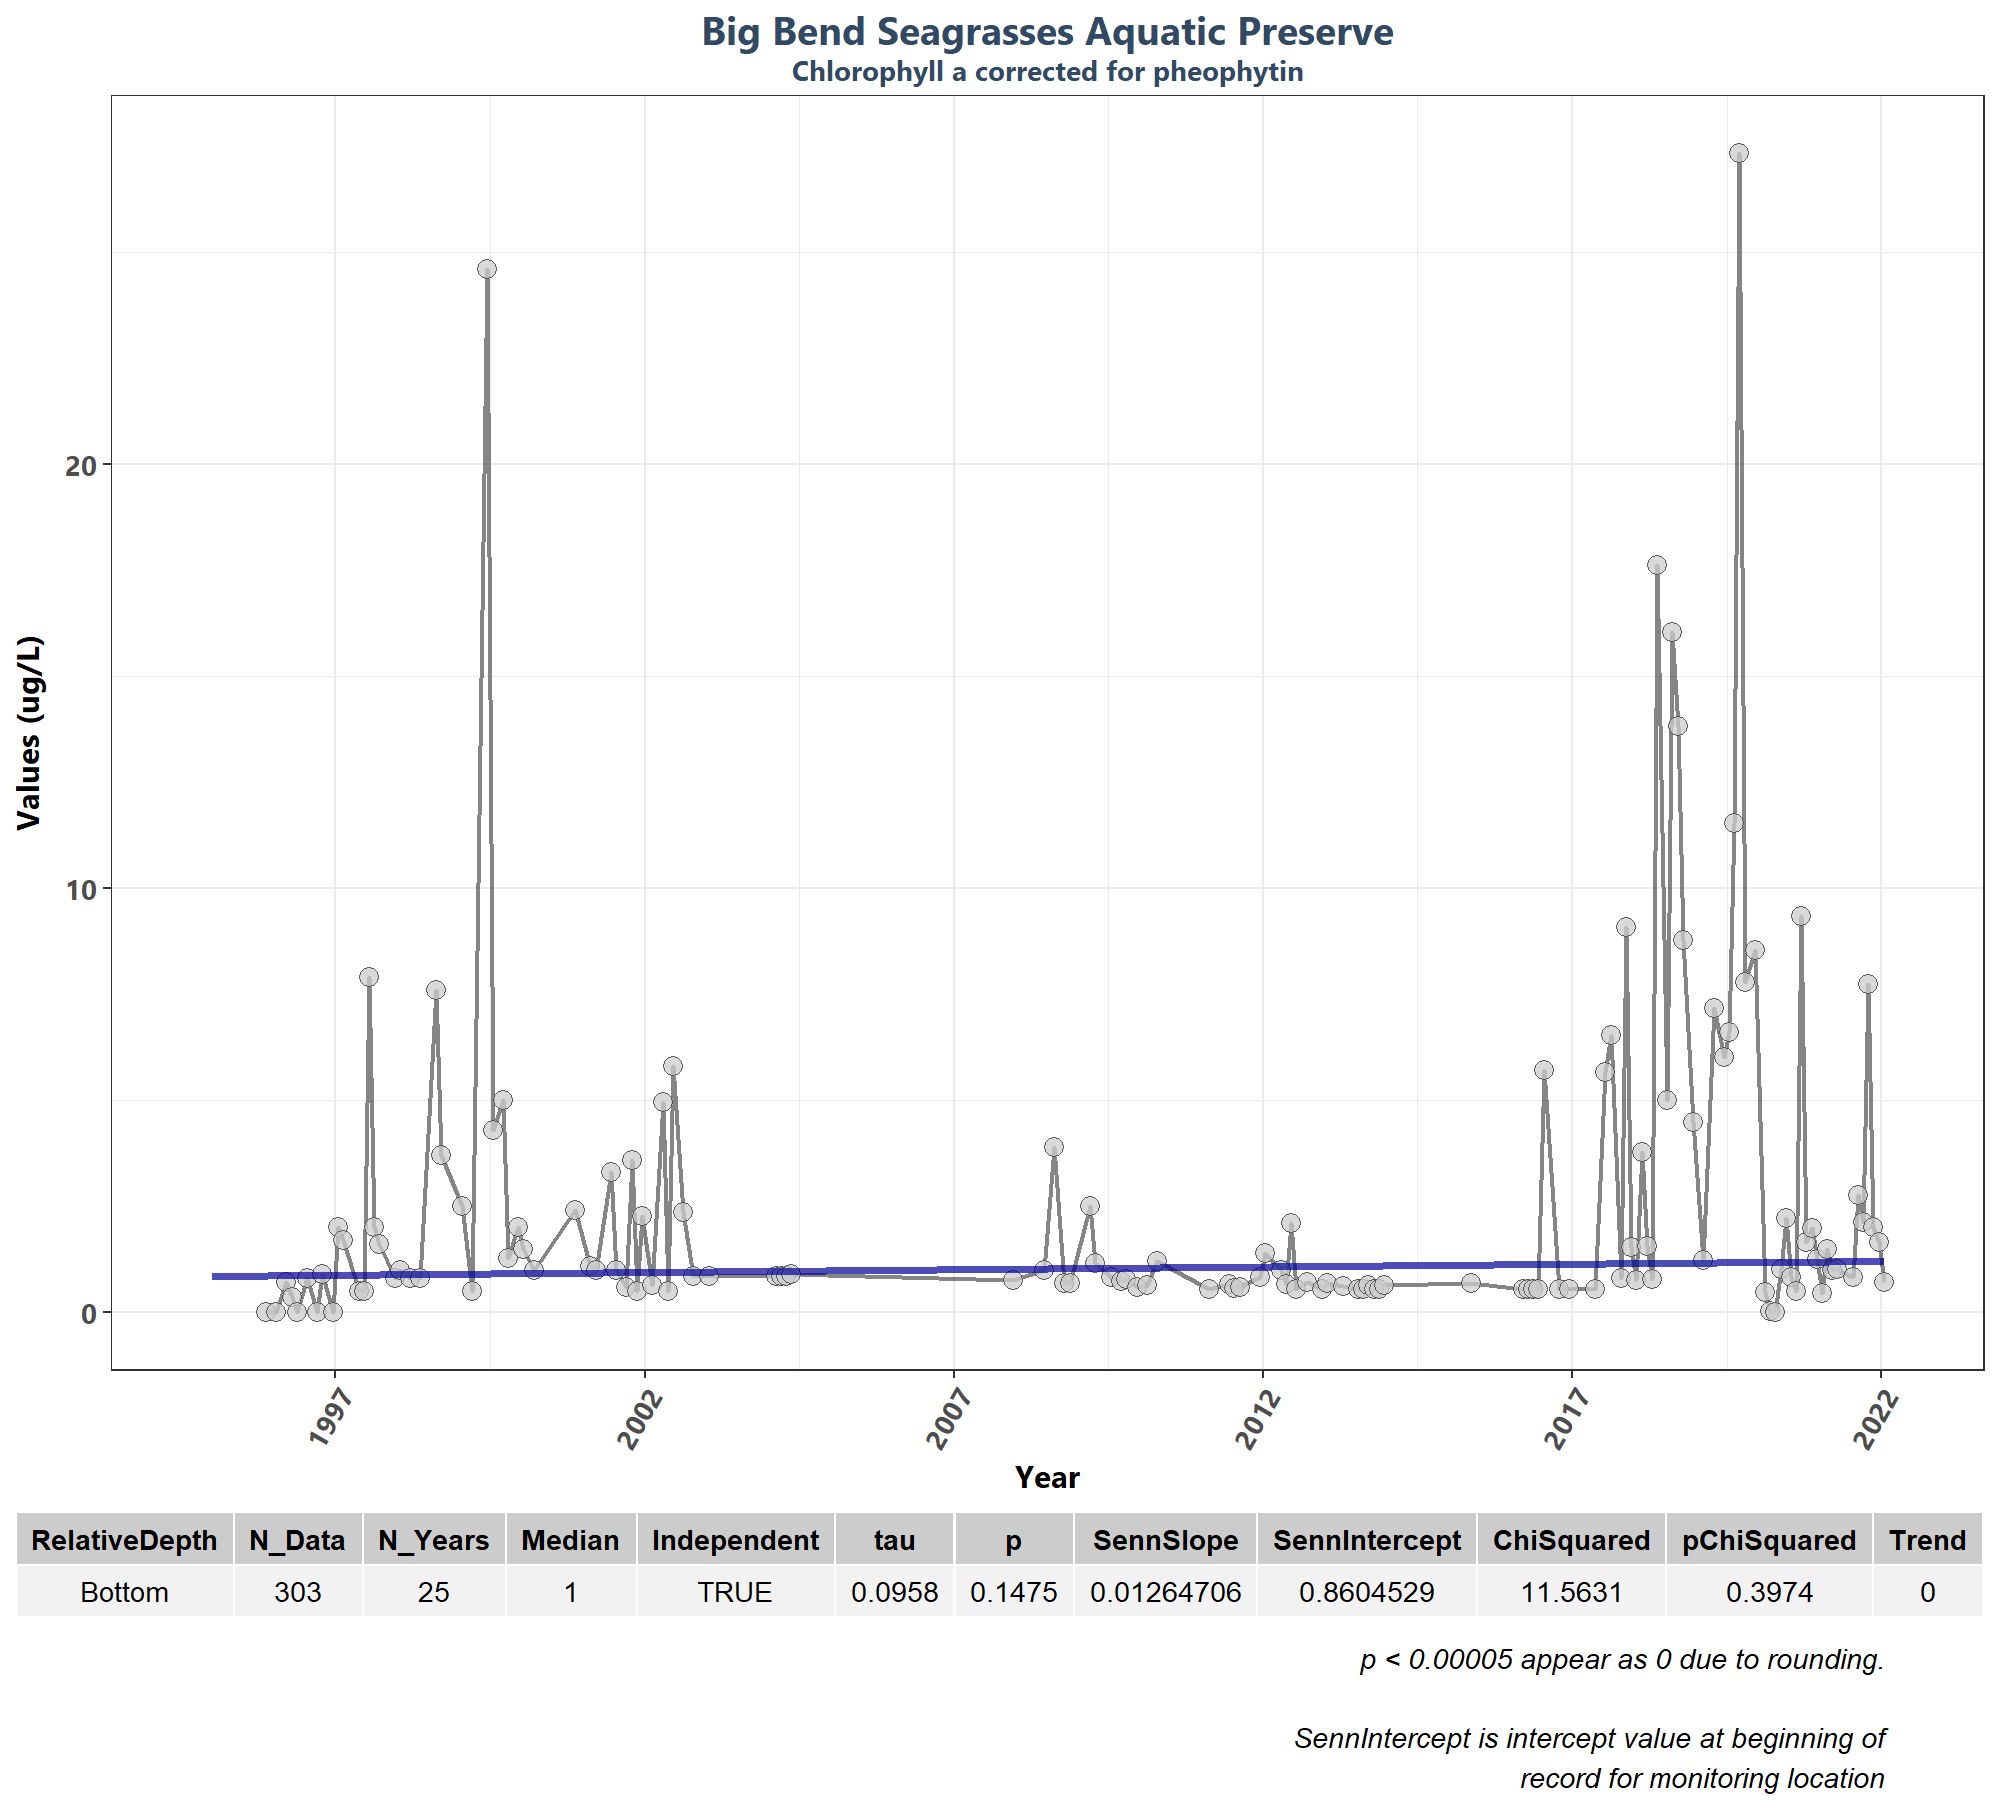 Big Bend Seagrasses Aquatic Preserve
Chlorophyll a corrected for pheophytin
Values (ug/L)
20
10
0
1997 2002 2007 2012 2017 2022
Year
RelativeDepth N_Data N_Years Median Independent tau p SennSlope SennIntercept ChiSquared pChiSquared Trend
Bottom 303 25 1 TRUE 0.0958 0.1475 0.01264706 0.8604529 11.5631 0.3974 0
p < 0.00005 appear as 0 due to rounding.
SennIntercept is intercept value at beginning of
record for monitoring location